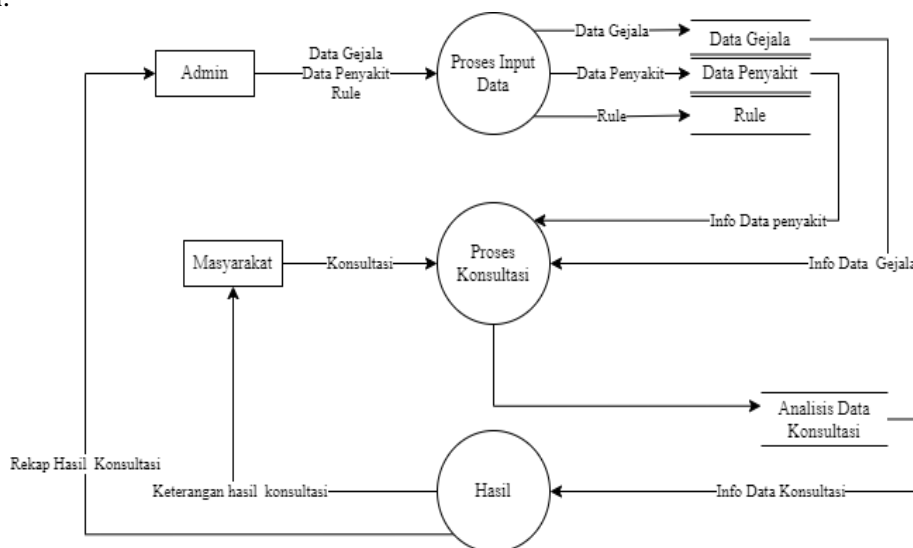 Data Gejala
Data Gejala
Data Gejala
Admin
Data Penyakit
Rule
Proses Input
Data
Data Penyakit
Data Penyakit
Rule
Rule
Info Data penyakit
Masyarakat
Konsultasi
Proses
Konsultasi
Info Data Gejala
Analisis Data
Konsultasi
Rekap Hasil Konsultasi
Keterangan hasil konsultasi
Hasil
Info Data Konsultasi